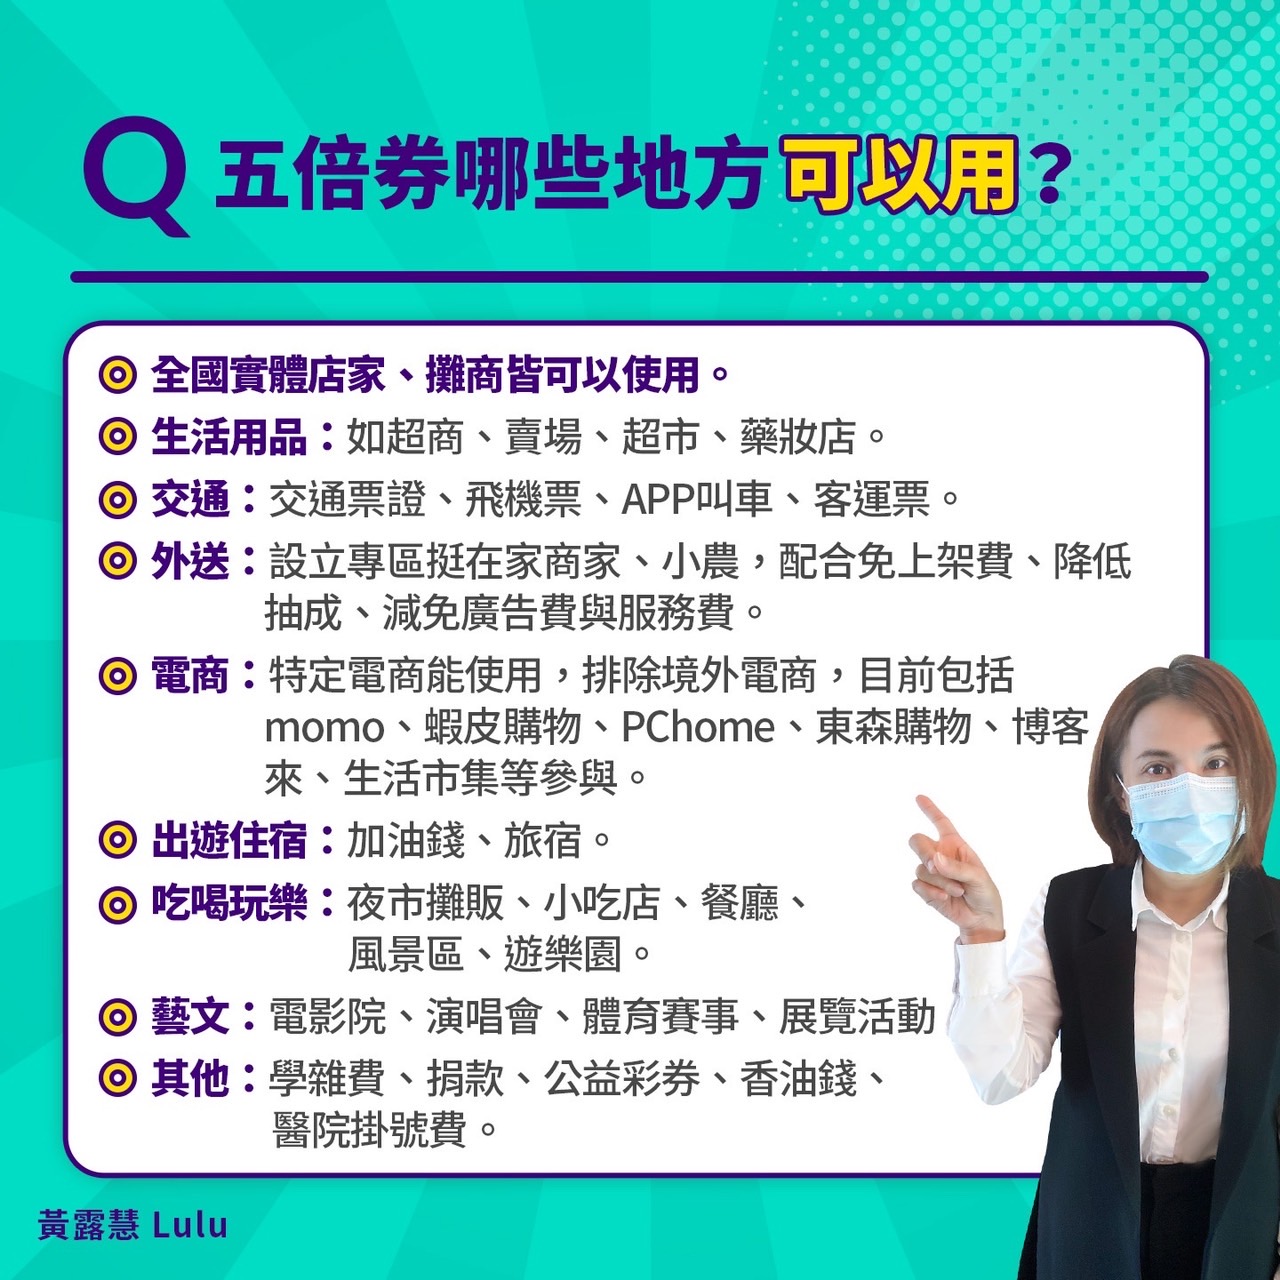 Q 五倍券哪些地方可以用？
全國實體店家、攤商皆可以使用。
生活用品：如超商、賣場、超市、藥妝店。
交通：交通票證、飛機票、APP叫車、客運票。
外送：設立專區挺在家商家、小農，配合免上架費、降低
抽成、減免廣告費與服務費。
電商：特定電商能使用，排除境外電商，目前包括
momo、蝦皮購物、PChome、東森購物、博客
來、生活市集等參與。
出遊住宿：加油錢、旅宿。
吃喝玩樂：夜市攤販、小吃店、餐廳、
風景區、遊樂園。
藝文：電影院、演唱會、體育賽事、展覽活動
其他：學雜費、捐款、公益彩券、香油錢、
醫院掛號費。
黃露慧 Lulu